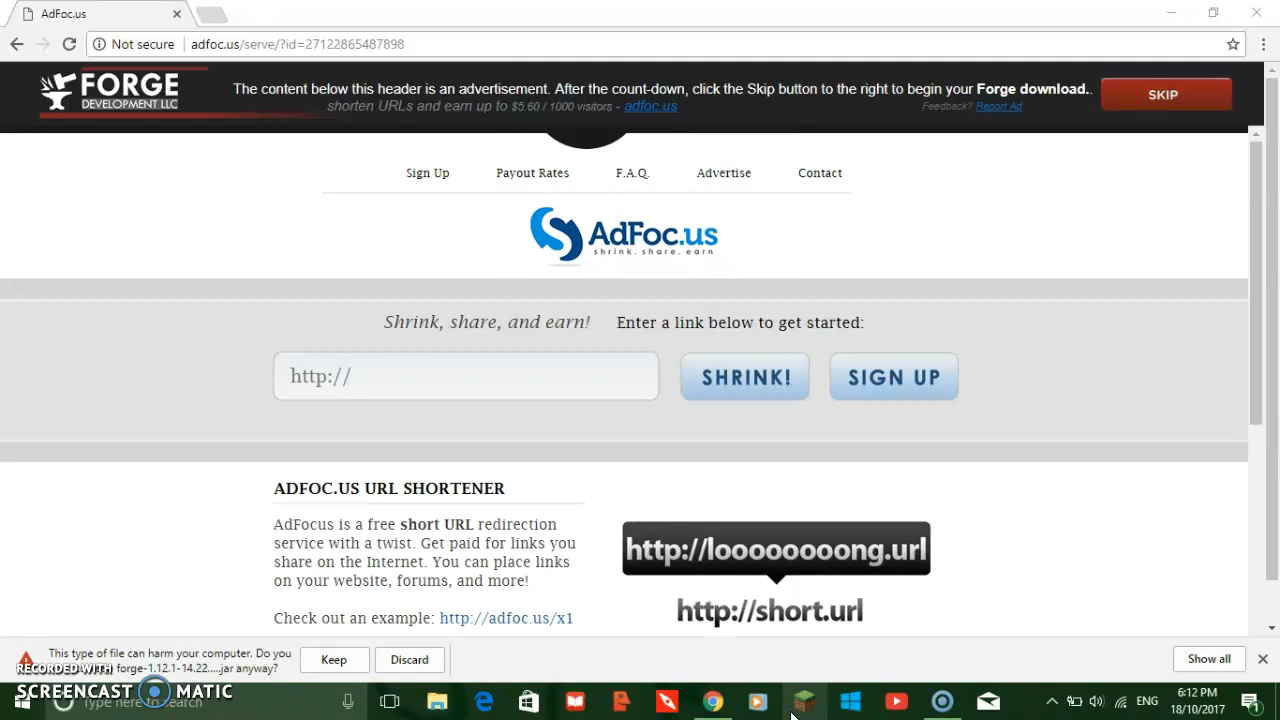 AdFoc.us
Not secure
adfoc.us/serve/?id=27122865487898
FORGE
DEVELOPMENT LLC
The content below this header is an advertisement. After the count-down, click the Skip button to the right to begin your Forge download..
shorten URLs and earn up to $5.60 / 1000 visitors - adfoc.us
Feedback? Report Ad
SKIP
Sign Up
Payout Rates
F.A.Q.
Advertise
Contact
AdFoc.us
shrink. share. earn
Shrink, share, and earn!
Enter a link below to get started:
http://
SHRINK!
SIGN UP
ADFOC.US URL SHORTENER
AdFocus is a free short URL redirection
service with a twist. Get paid for links you
share on the Internet. You can place links
on your website, forums, and more!
Check out an example: http://adfoc.us/x1
http://loooooooong.url
http://short.url
This type of file can harm your computer. Do you
forge-1.12.1-14.22.....jar anyway?
Keep
Discard
Show all
RECORDED WITH
SCREENCAST MATIC
Type here to search
ENG
6:12 PM
18/10/2017
1